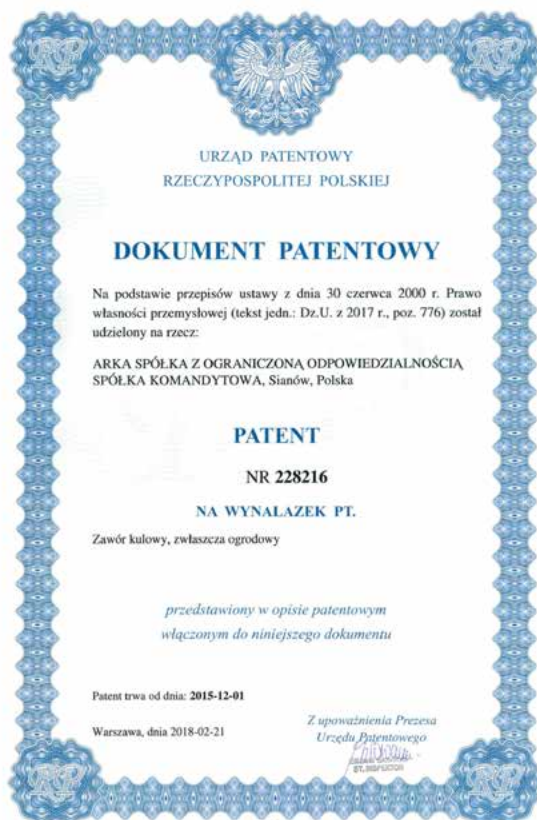 URZĄD PATENTOWY
RZECZYPOSPOLITEJ POLSKIEJ
DOKUMENT PATENTOWY
Na podstawie przepisów ustawy z dnia 30 czerwca 2000 r. Prawo
własności przemysłowej (tekst jedn.: Dz.U. z 2017 r., poz. 776) został
udzielony na rzecz:
ARKA SPÓŁKA Z OGRANICZONĄ ODPOWIEDZIALNOŚCIĄ
SPÓŁKA KOMANDYTOWA, Sianów, Polska
PATENT
NR 228216
NA WYNALAZEK PT.
Zawór kulowy, zwłaszcza ogrodowy
przedstawiony w opisie patentowym
włączonym do niniejszego dokumentu
Patent trwa od dnia: 2015-12-01
Warszawa, dnia 2018-02-21
Z upoważnienia Prezesa
Urzędu Patentowego
ST. INSPEKTOR